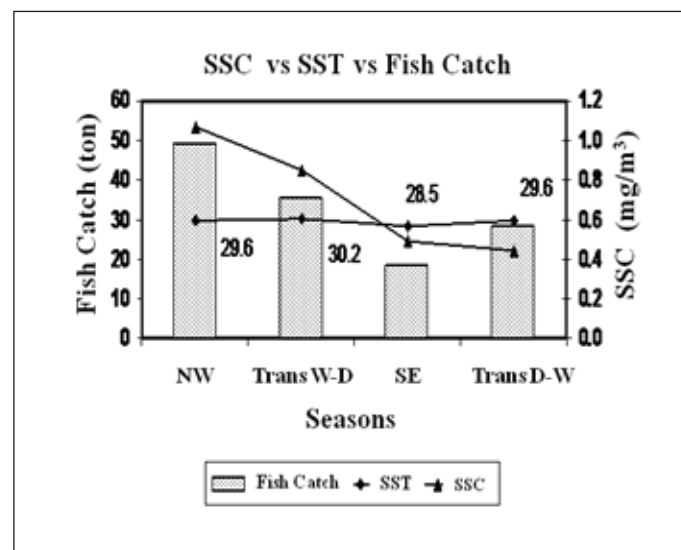 SSC vs SST vs Fish Catch
Fish Catch (ton)
60
50
40
30
20
10
0
1.2
1.0
0.8
0.6
0.4
0.2
0.0
SSC (mg/m³)
29.6
30.2
28.5
29.6
NW
Trans W-D
SE
Trans D-W
Seasons
Fish Catch
SST
SSC